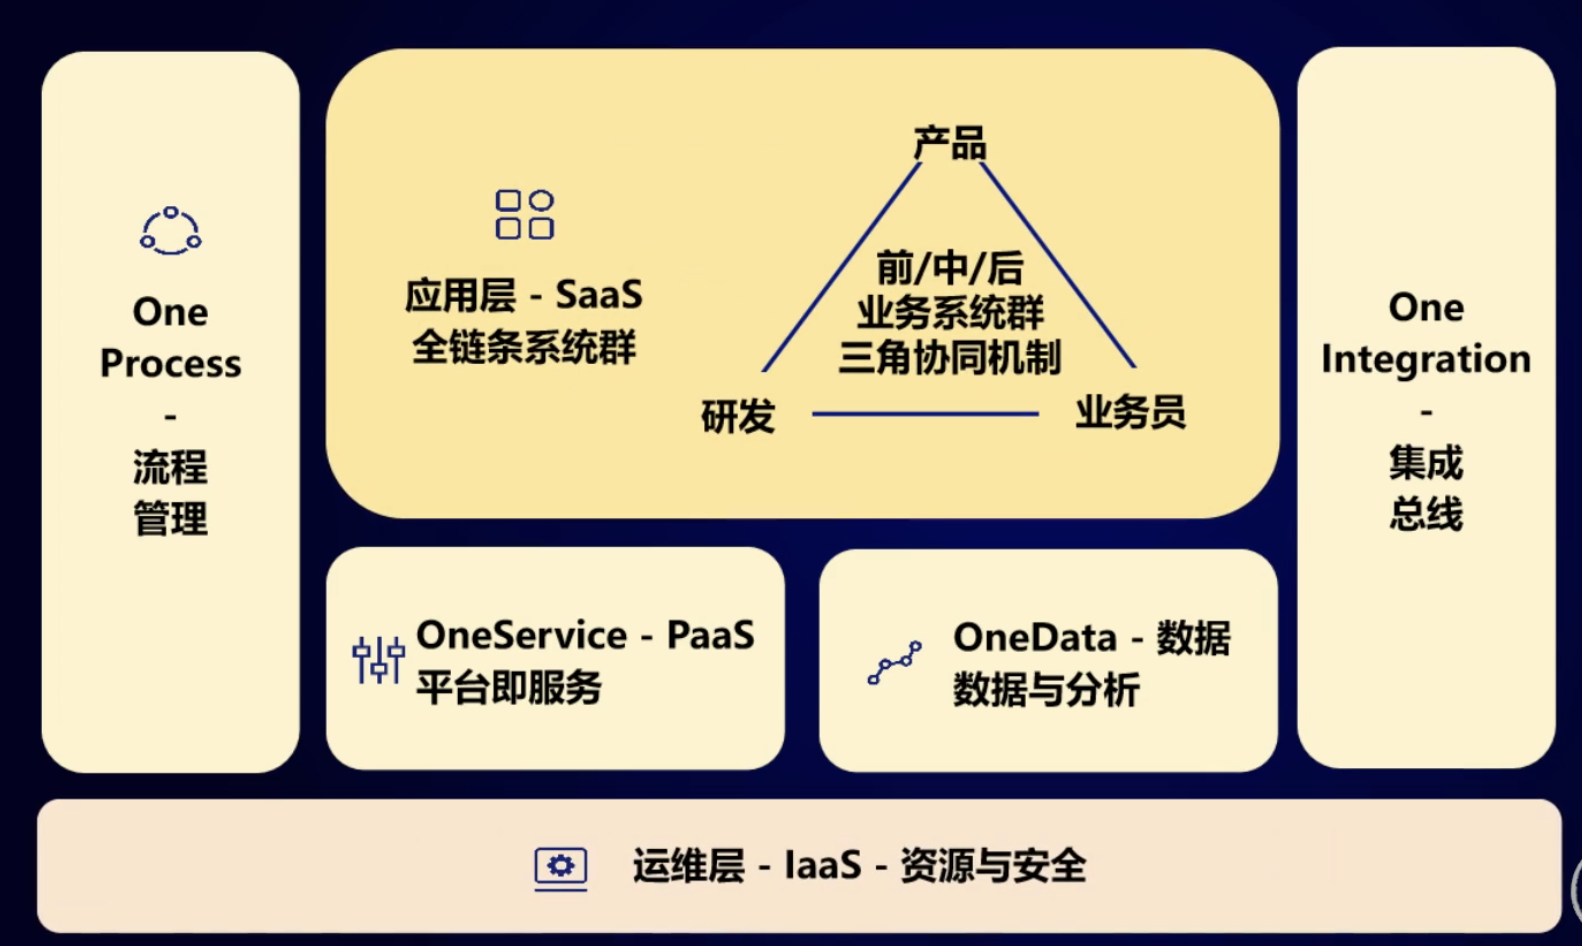 One
Process
-
流程
管理
应用层 - SaaS
全链条系统群
产品
前/中/后
业务系统群
三角协同机制
研发
业务员
One
Integration
-
集成
总线
OneService - PaaS
平台即服务
OneData - 数据
数据与分析
运维层 - IaaS - 资源与安全